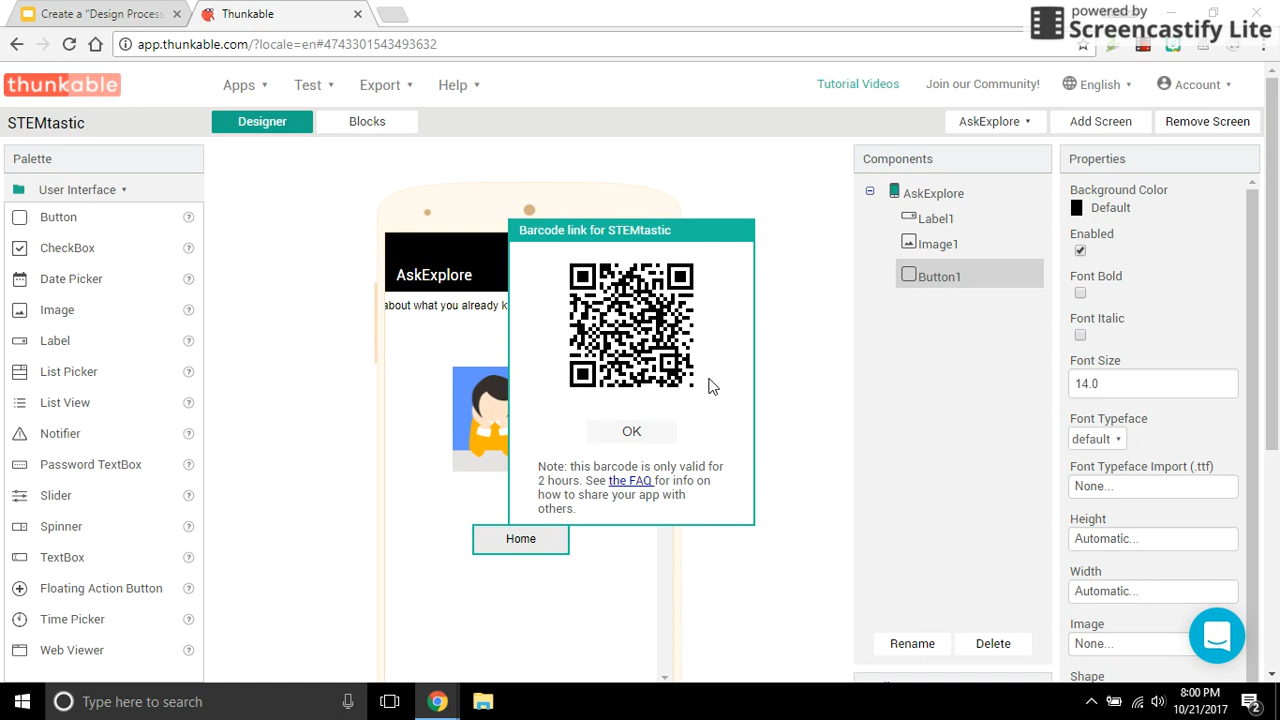 Create a "Design Process
Thunkable
powered by
Screencastify Lite
app.thunkable.com/?locale=en#4743301543493632
thunkable
Apps
Test
Export
Help
Tutorial Videos
Join our Community!
English
Account
STEMtastic
Designer
Blocks
AskExplore
Add Screen
Remove Screen
Palette
User Interface
Button
CheckBox
Date Picker
Image
Label
List Picker
List View
Notifier
Password TextBox
Slider
Spinner
TextBox
Floating Action Button
Time Picker
Web Viewer
AskExplore
about what you already k
Home
Barcode link for STEMtastic
OK
Note: this barcode is only valid for
2 hours. See the FAQ for info on
how to share your app with
others.
Components
AskExplore
Label1
Image1
Button1
Rename
Delete
Properties
Background Color
Default
Enabled
Font Bold
Font Italic
Font Size
14.0
Font Typeface
default
Font Typeface Import (.ttf)
None...
Height
Automatic...
Width
Automatic...
Image
None...
Shape
Type here to search
8:00 PM
10/21/2017
2